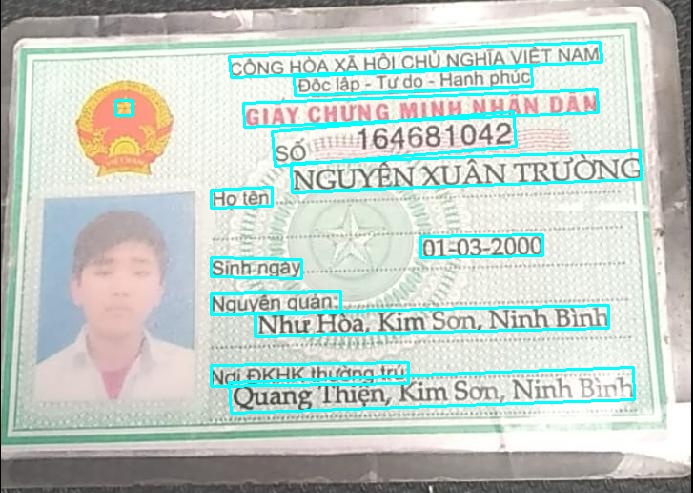 CỘNG HÒA XÃ HỘI CHỦ NGHĨA VIỆT NAM
Độc lập - Tự do - Hạnh phúc
GIẤY CHỨNG MINH NHÂN DÂN
SỐ 164681042
Họ tên NGUYỄN XUÂN TRƯỜNG
Sinh ngày 01-03-2000
Nguyên quán:
Như Hòa, Kim Sơn, Ninh Bình
Nơi ĐKHK thường trú
Quang Thiện, Kim Sơn, Ninh Bình